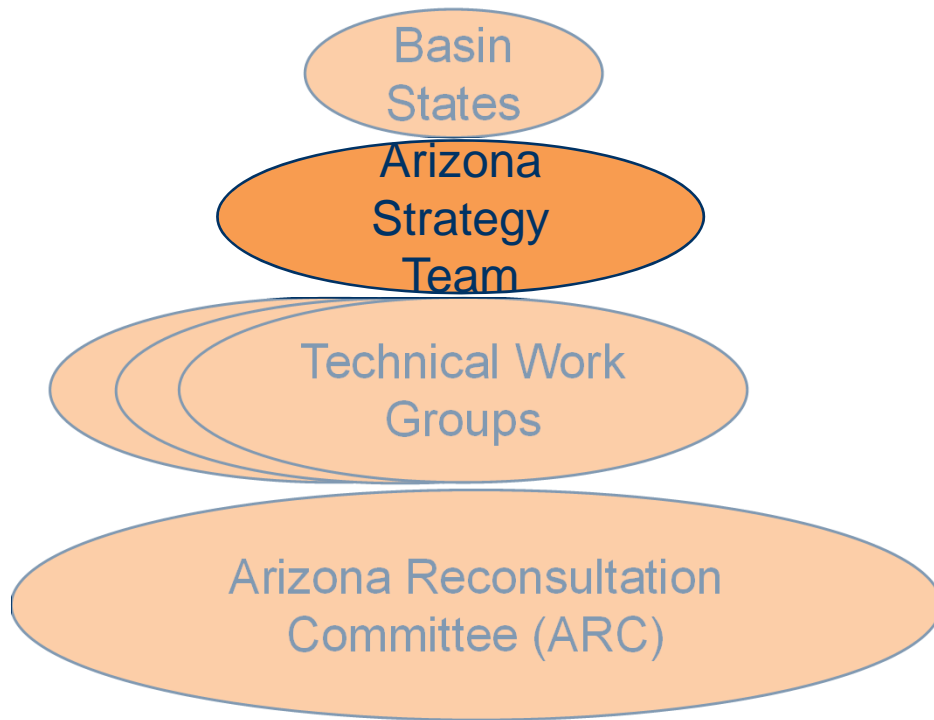 Basin
States
Arizona
Strategy
Team
Technical Work
Groups
Arizona Reconsultation
Committee (ARC)